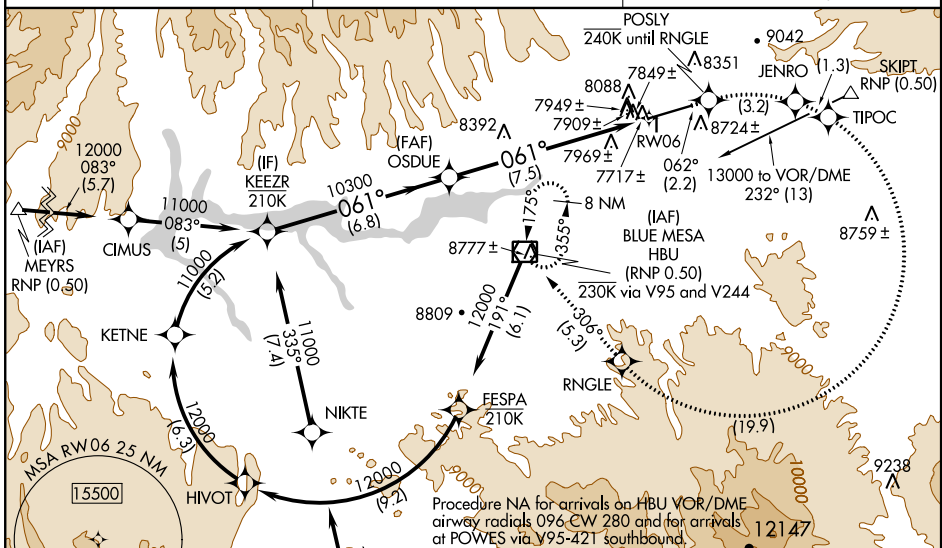 POSLY
240K until RNGLE
9042
8351
JENRO
(1.3)
SKIPT
RNP (0.50)
7849±
8088
7949±
7909±
(3.2)
TIPOC
8724±
RW06
(FAF)
OSDUE
8392
061°
(7.5)
7969±
7717±
062°
(2.2)
13000 to VOR/DME
232° (13)
9000
12000
083°
(5.7)
(IF)
KEEZR
210K
10300
061°
(6.8)
11000
083°
(5)
175°
8 NM
355°
(IAF)
BLUE MESA
HBU
(RNP 0.50)
230K via V95 and V244
8759±
(IAF)
MEYRS
RNP (0.50)
CIMUS
8777±
11000
(5.2)
11000
335°
(7.4)
8809
12000
191°
(6.1)
306°
(5.3)
KETNE
RNGLE
9000
NIKTE
FESPA
210K
12000
(6.3)
(19.9)
MSA RW06 25 NM
15500
HIVOT
12000
(9.2)
9000
10000
9238
Procedure NA for arrivals on HBU VOR/DME
airway radials 096 CW 280 and for arrivals
at POWES via V95-421 southbound.
12147